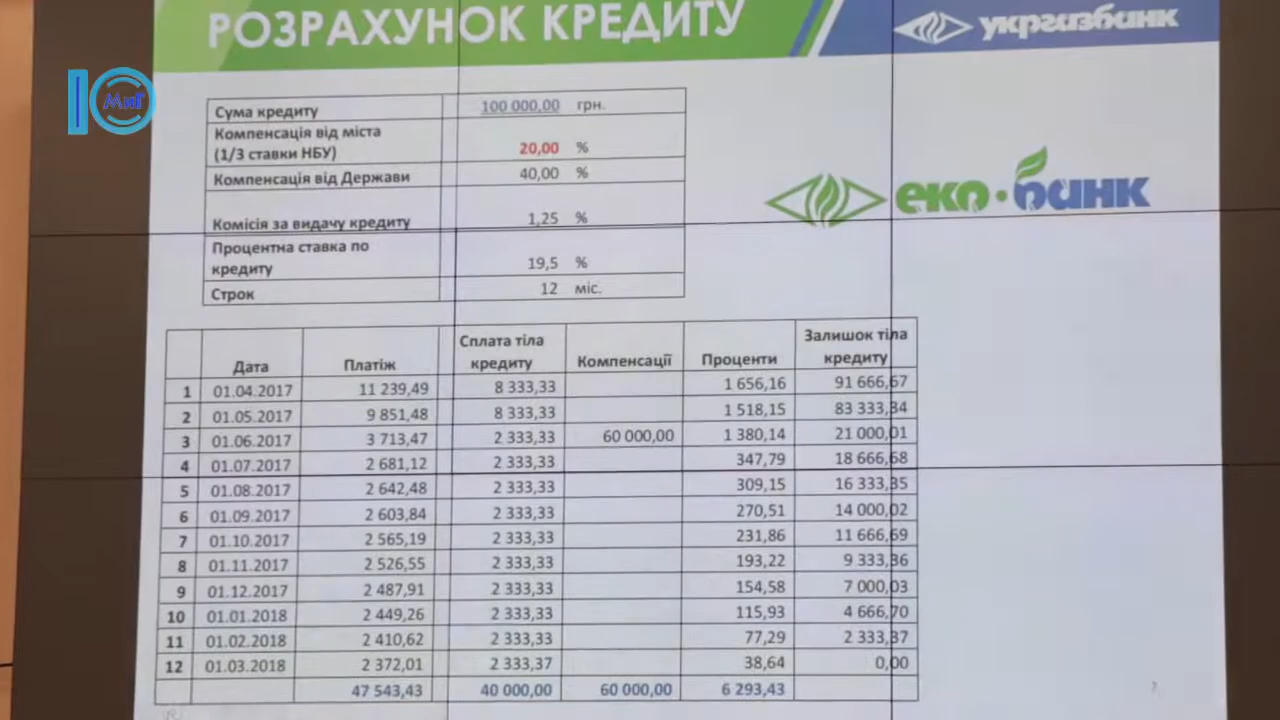 РОЗРАХУНОК КРЕДИТУ
укргазбанк
Ю
МИГ
Сума кредиту 100 000,00 грн.
Компенсація від міста
(1/3 ставки НБУ) 20,00 %
Компенсація від Держави 40,00 %
еко·банк
Комісія за видачу кредиту 1,25 %
Процентна ставка по
кредиту 19,5 %
Строк 12 міс.
Дата Платіж Сплата тіла кредиту Компенсації Проценти Залишок тіла кредиту
1 01.04.2017 11 239,49 8 333,33 1 656,16 91 666,67
2 01.05.2017 9 851,48 8 333,33 1 518,15 83 333,34
3 01.06.2017 3 713,47 2 333,33 60 000,00 1 380,14 21 000,01
4 01.07.2017 2 681,12 2 333,33 347,79 18 666,68
5 01.08.2017 2 642,48 2 333,33 309,15 16 333,35
6 01.09.2017 2 603,84 2 333,33 270,51 14 000,02
7 01.10.2017 2 565,19 2 333,33 231,86 11 666,69
8 01.11.2017 2 526,55 2 333,33 193,22 9 333,36
9 01.12.2017 2 487,91 2 333,33 154,58 7 000,03
10 01.01.2018 2 449,26 2 333,33 115,93 4 666,70
11 01.02.2018 2 410,62 2 333,33 77,29 2 333,37
12 01.03.2018 2 372,01 2 333,37 38,64 0,00
47 543,43 40 000,00 60 000,00 6 293,43